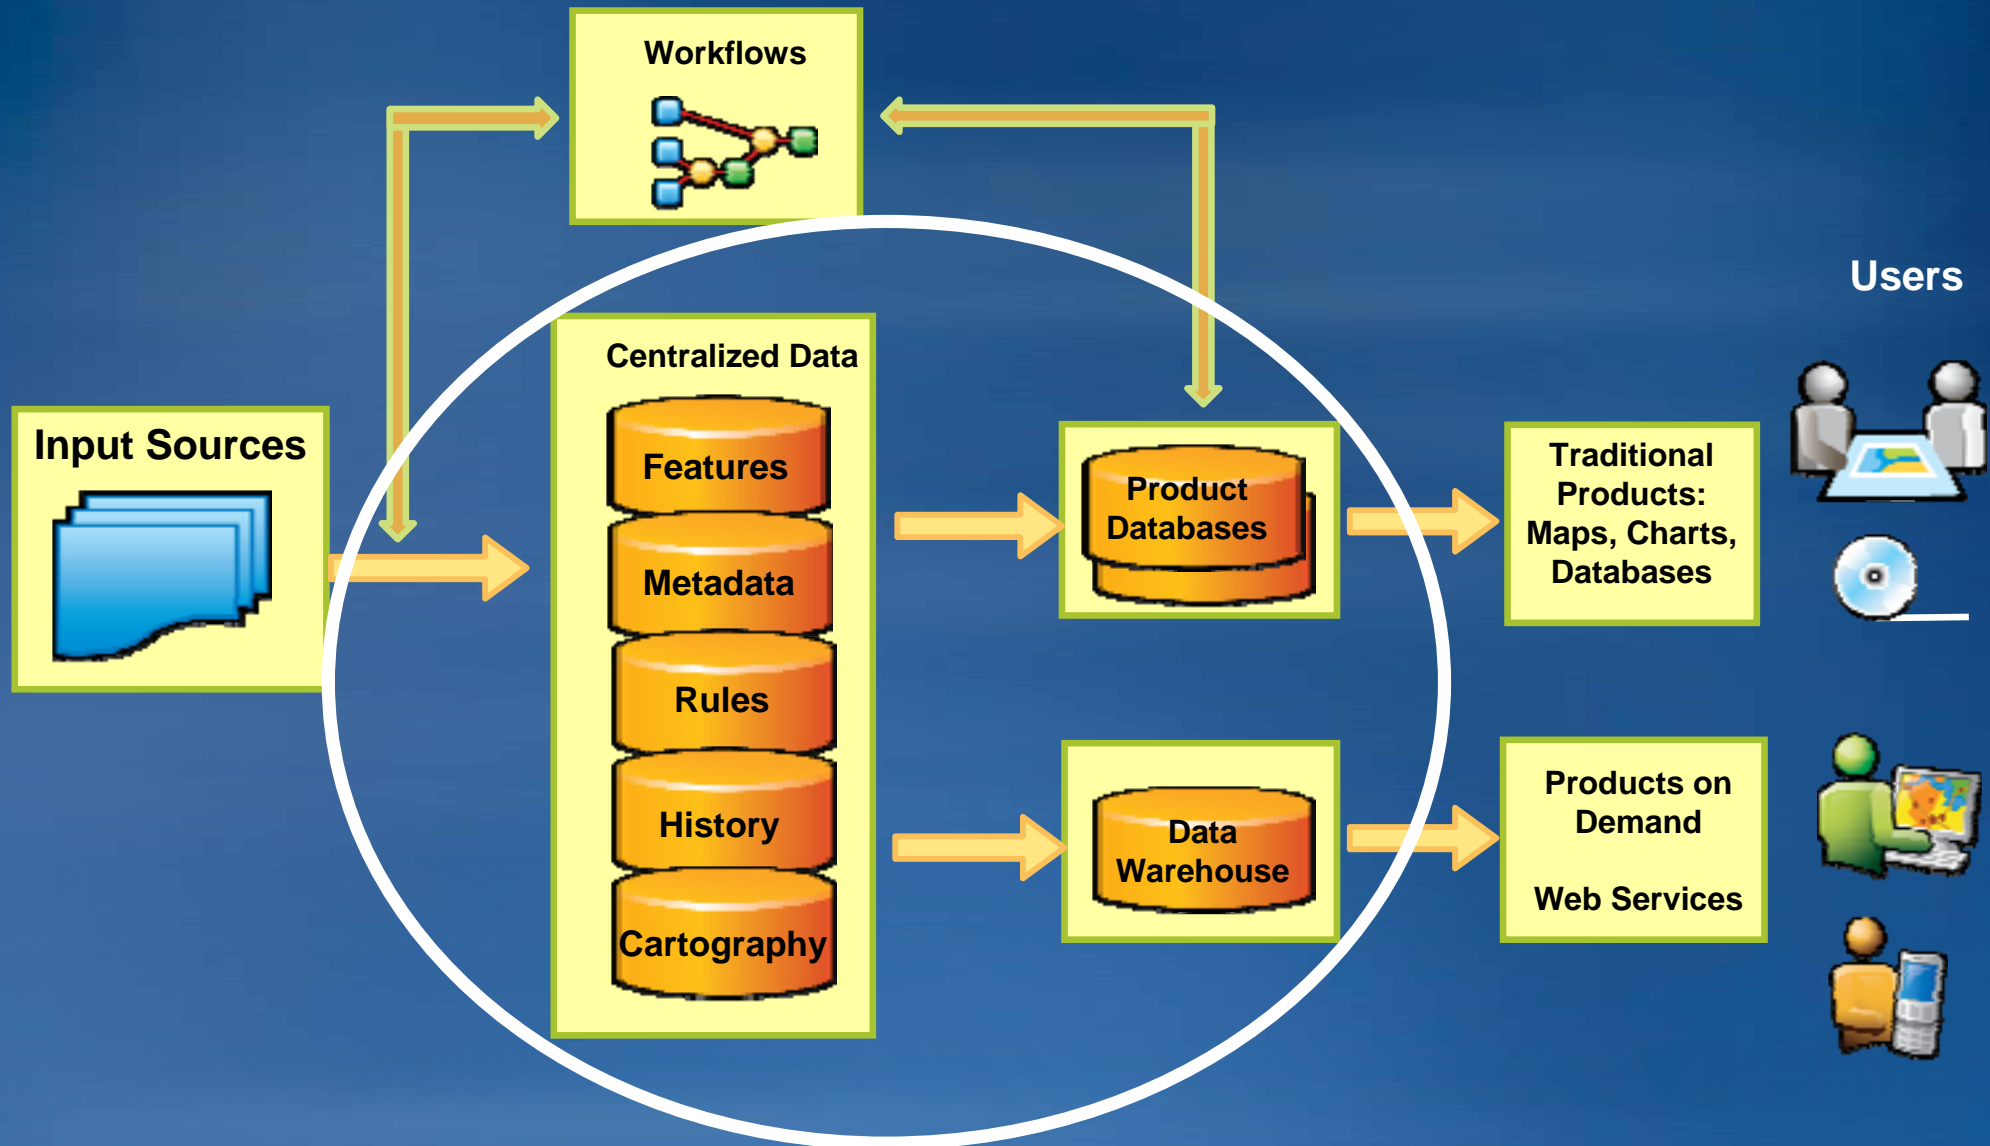 Workflows
Users
Centralized Data
Input Sources
Features
Metadata
Rules
History
Cartography
Product
Databases
Data
Warehouse
Traditional
Products:
Maps, Charts,
Databases
Products on
Demand
Web Services